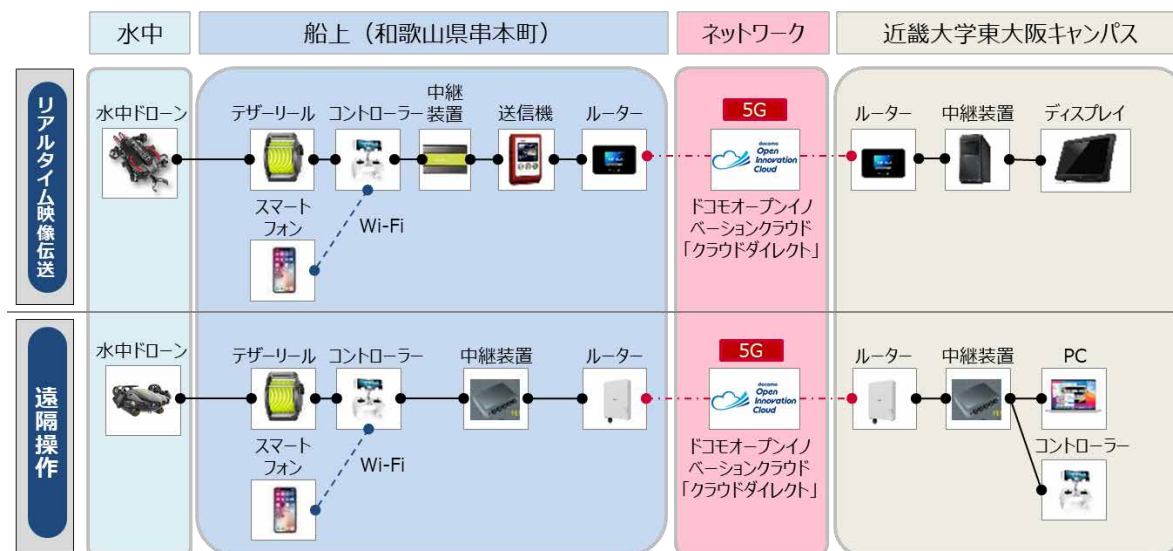 水中
船上（和歌山県串本町）
ネットワーク
近畿大学東大阪キャンパス
リアルタイム映像伝送
水中ドローン
テザーリール
コントローラー
中継
装置
送信機
ルーター
スマート
フォン
Wi-Fi
5G
docomo
Open
Innovation
Cloud
ドコモオープンイノ
ベーションクラウド
「クラウドダイレクト」
ルーター
中継装置
ディスプレイ
遠隔操作
水中ドローン
テザーリール
コントローラー
中継装置
ルーター
スマート
フォン
Wi-Fi
5G
docomo
Open
Innovation
Cloud
ドコモオープンイノ
ベーションクラウド
「クラウドダイレクト」
ルーター
中継装置
PC
コントローラー